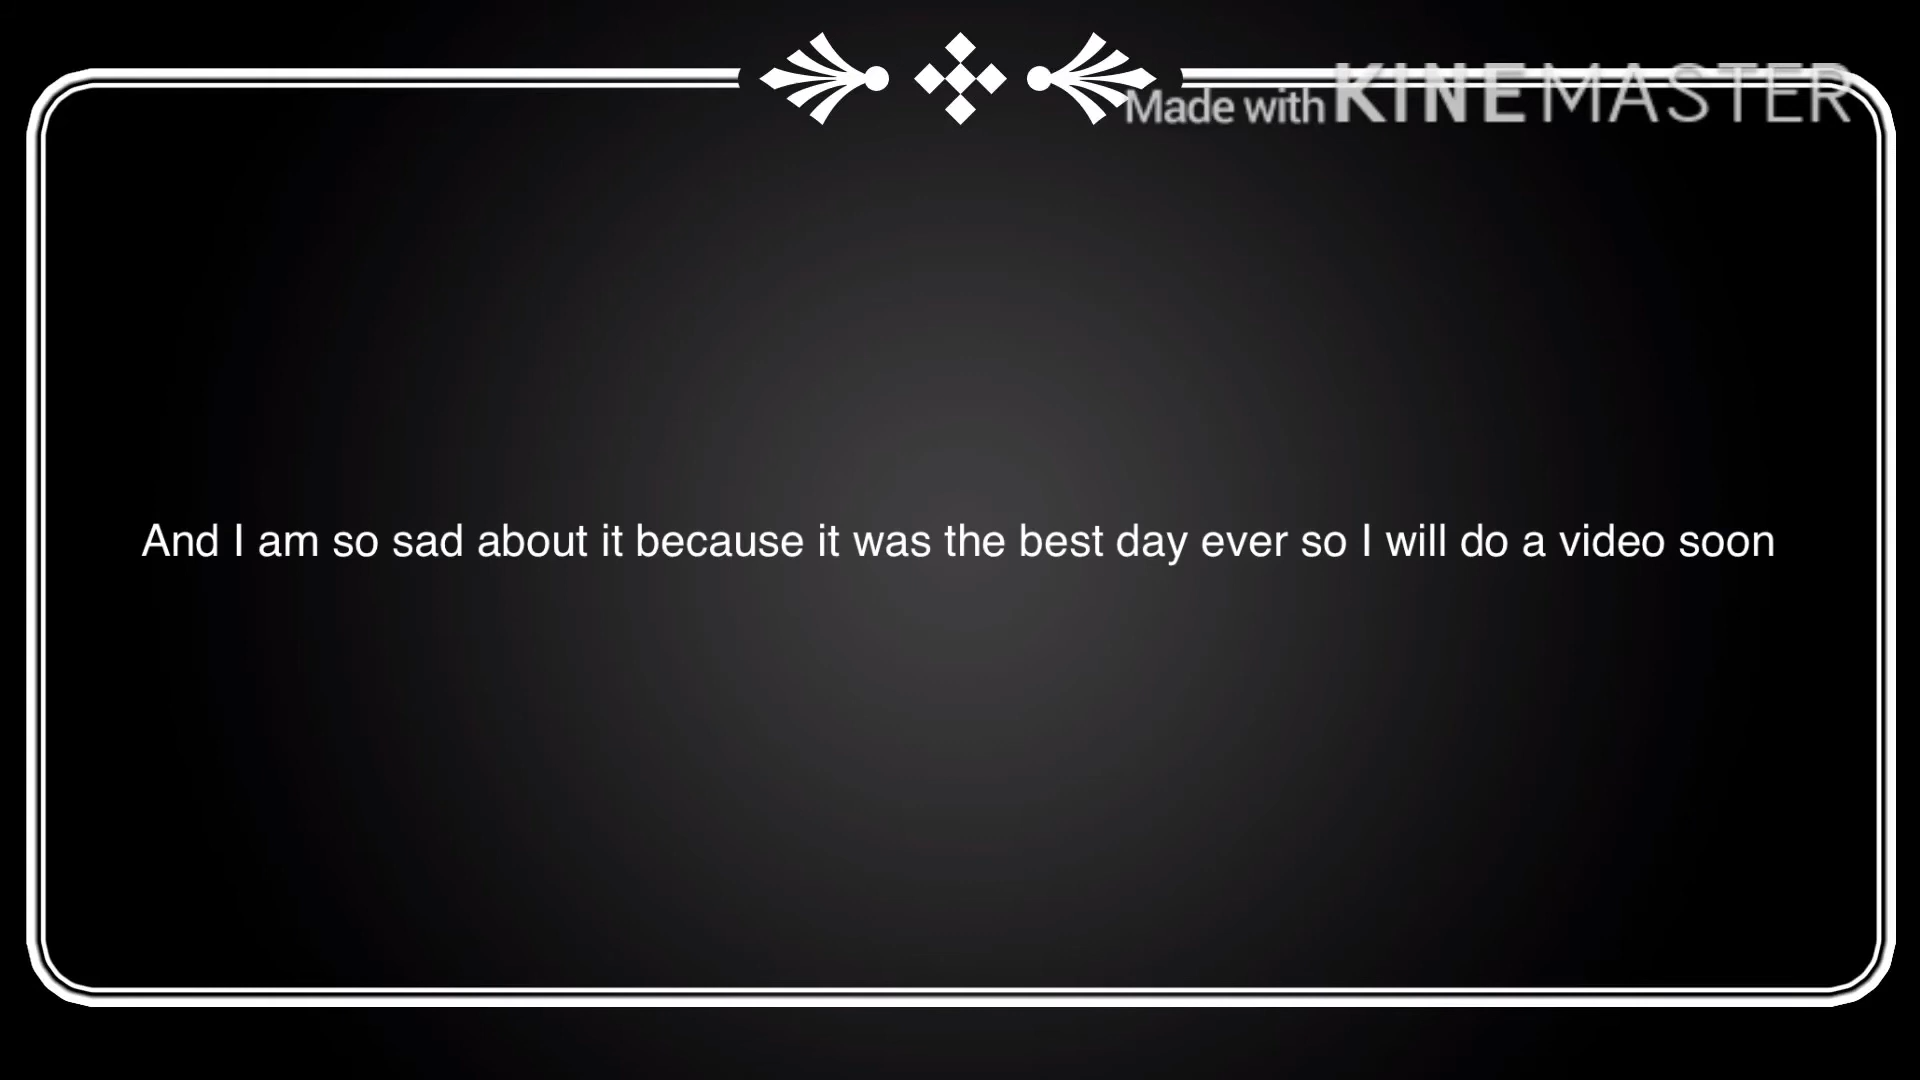 Made with KINEMASTER
And I am so sad about it because it was the best day ever so I will do a video soon